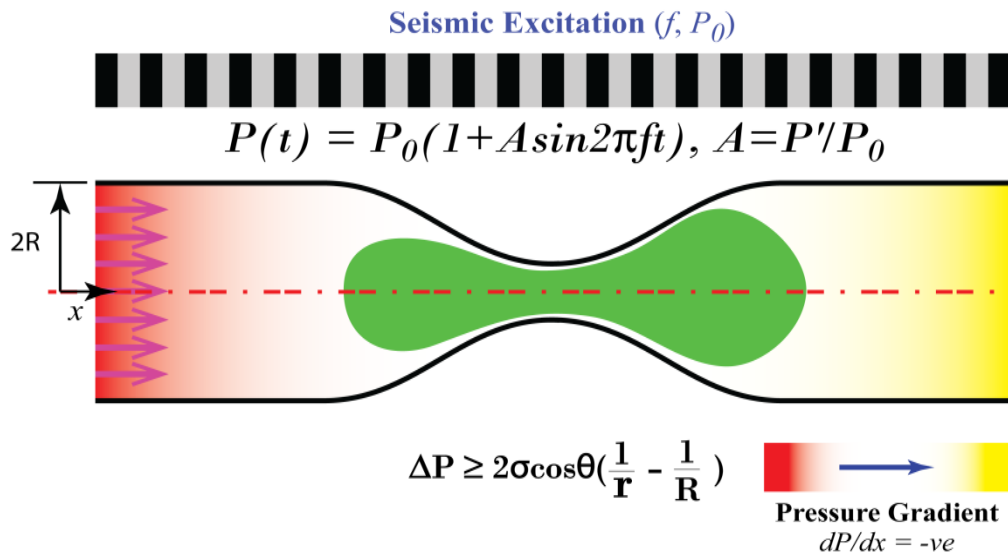 Seismic Excitation (f, P₀)
P(t) = P₀(1+Asin2πft), A=P'/P₀
2R
x
ΔP ≥ 2σcosθ(1/r - 1/R)
Pressure Gradient
dP/dx = -ve